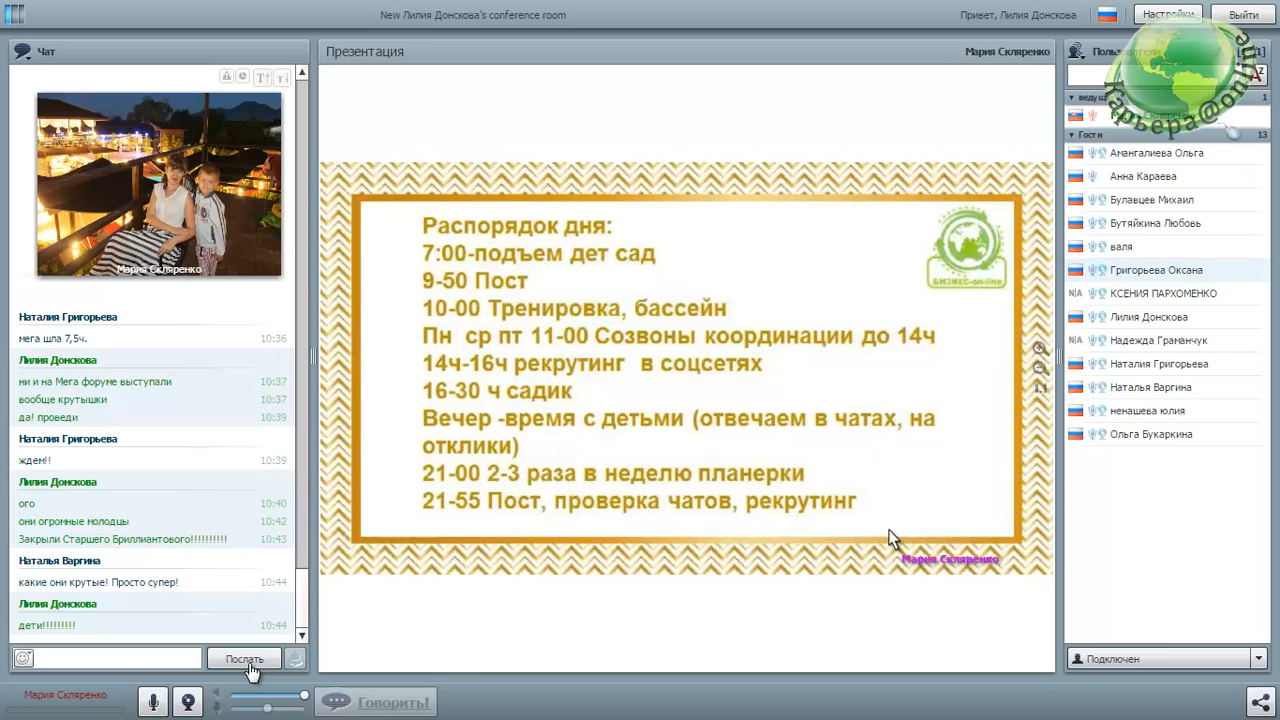 New Лилия Донскова's conference room
Привет, Лилия Донскова
Настройки
Выйти
Чат
Мария Скляренко
Наталия Григорьева
мега шла 7,5ч. 10:36
Лилия Донскова
ни и на Мега форуме выступали 10:37
вообще крутышки 10:37
да! проведи 10:39
Наталия Григорьева
ждем!! 10:39
Лилия Донскова
ого 10:40
они огромные молодцы 10:42
Закрыли Старшего Бриллиантового!!!!!!!!!! 10:43
Наталья Варгина
какие они крутые! Просто супер! 10:44
Лилия Донскова
дети!!!!!!!!! 10:44
Послать
Мария Скляренко
Говорить!
Презентация
Мария Скляренко
Распорядок дня:
7:00-подъем дет сад
9-50 Пост
10-00 Тренировка, бассейн
Пн ср пт 11-00 Созвоны координации до 14ч
14ч-16ч рекрутинг в соцсетях
16-30 ч садик
Вечер -время с детьми (отвечаем в чатах, на
отклики)
21-00 2-3 раза в неделю планерки
21-55 Пост, проверка чатов, рекрутинг
БИЗНЕС-on-line
Мария Скляренко
1:1
Карьера@online
ведущ 1
Гости 13
Амангалиева Ольга
Анна Караева
Булавцев Михаил
Бутяйкина Любовь
валя
Григорьева Оксана
N/A КСЕНИЯ ПАРХОМЕНКО
Лилия Донскова
N/A Надежда Граманчук
Наталия Григорьева
Наталья Варгина
ненашева юлия
Ольга Букаркина
Подключен